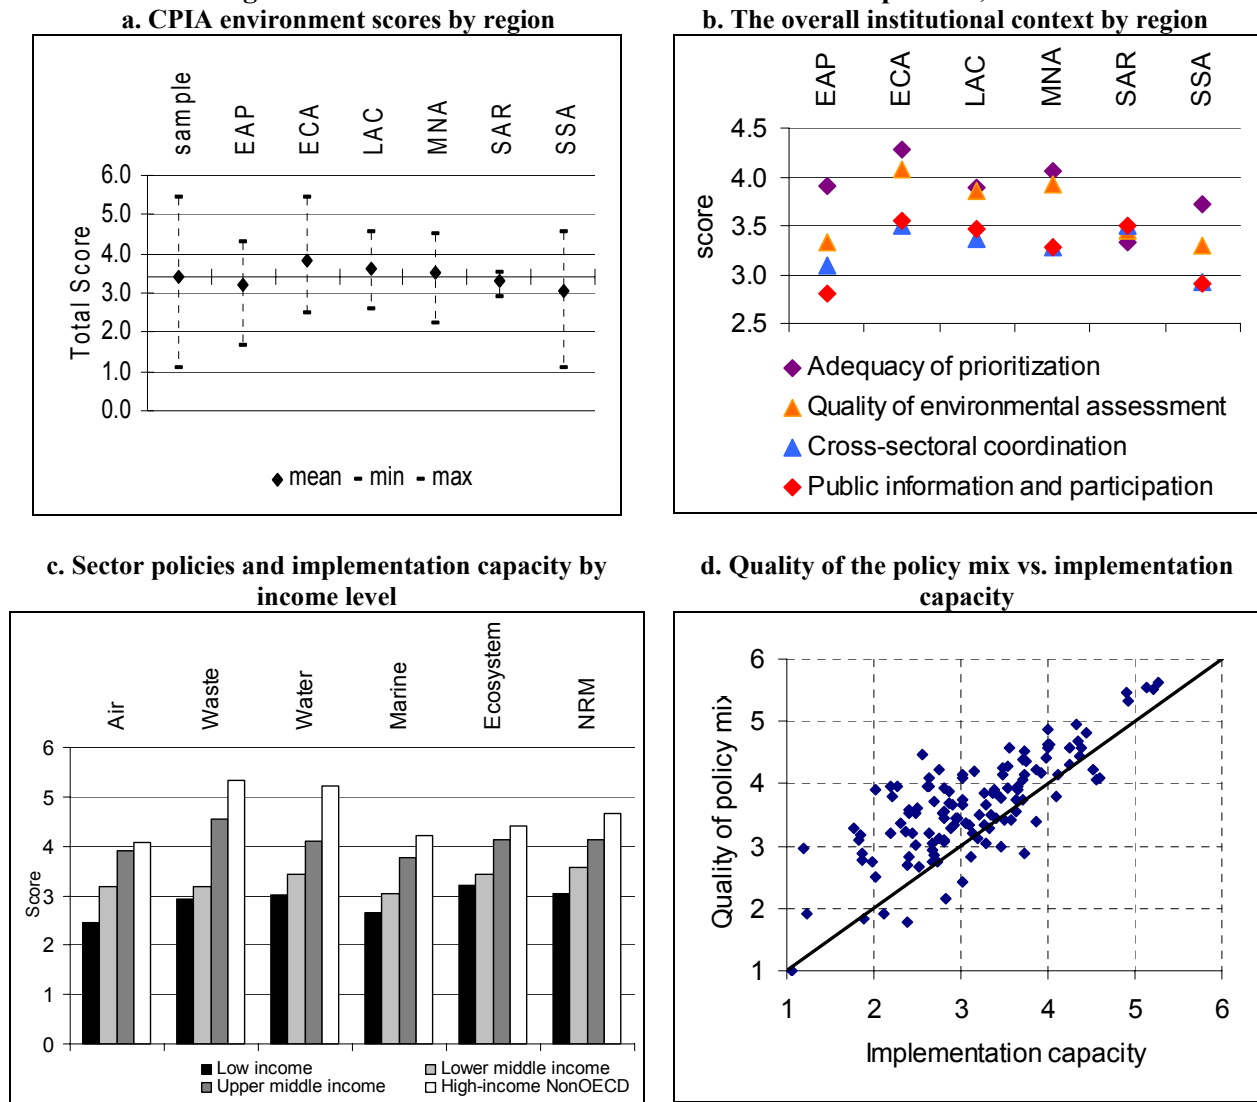 a. CPIA environment scores by region
sample
EAP
ECA
LAC
MNA
SAR
SSA
6.0
5.0
4.0
3.0
2.0
1.0
0.0
Total Score
mean
min
max
b. The overall institutional context by region
EAP
ECA
LAC
MNA
SAR
SSA
4.5
4.0
3.5
3.0
2.5
score
Adequacy of prioritization
Quality of environmental assessment
Cross-sectoral coordination
Public information and participation
c. Sector policies and implementation capacity by
income level
Air
Waste
Water
Marine
Ecosystem
NRM
6
5
4
3
2
1
0
Score
Low income
Lower middle income
Upper middle income
High-income NonOECD
d. Quality of the policy mix vs. implementation
capacity
6
5
4
3
2
1
Quality of policy mix
1 2 3 4 5 6
Implementation capacity